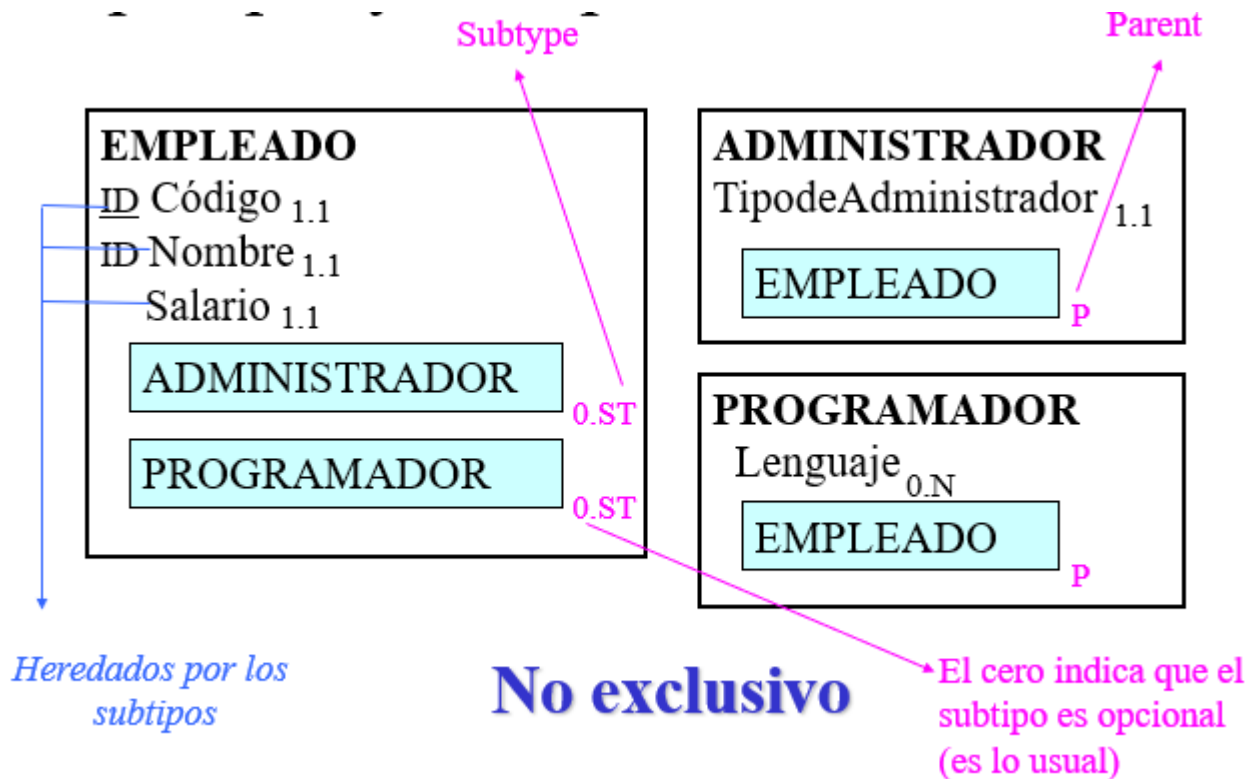 Subtype
Parent
EMPLEADO
ID Código 1.1
ID Nombre 1.1
Salario 1.1
ADMINISTRADOR
0.ST
PROGRAMADOR
0.ST
ADMINISTRADOR
TipodeAdministrador 1.1
EMPLEADO
P
PROGRAMADOR
Lenguaje 0.N
EMPLEADO
P
Heredados por los
subtipos
No exclusivo
El cero indica que el
subtipo es opcional
(es lo usual)